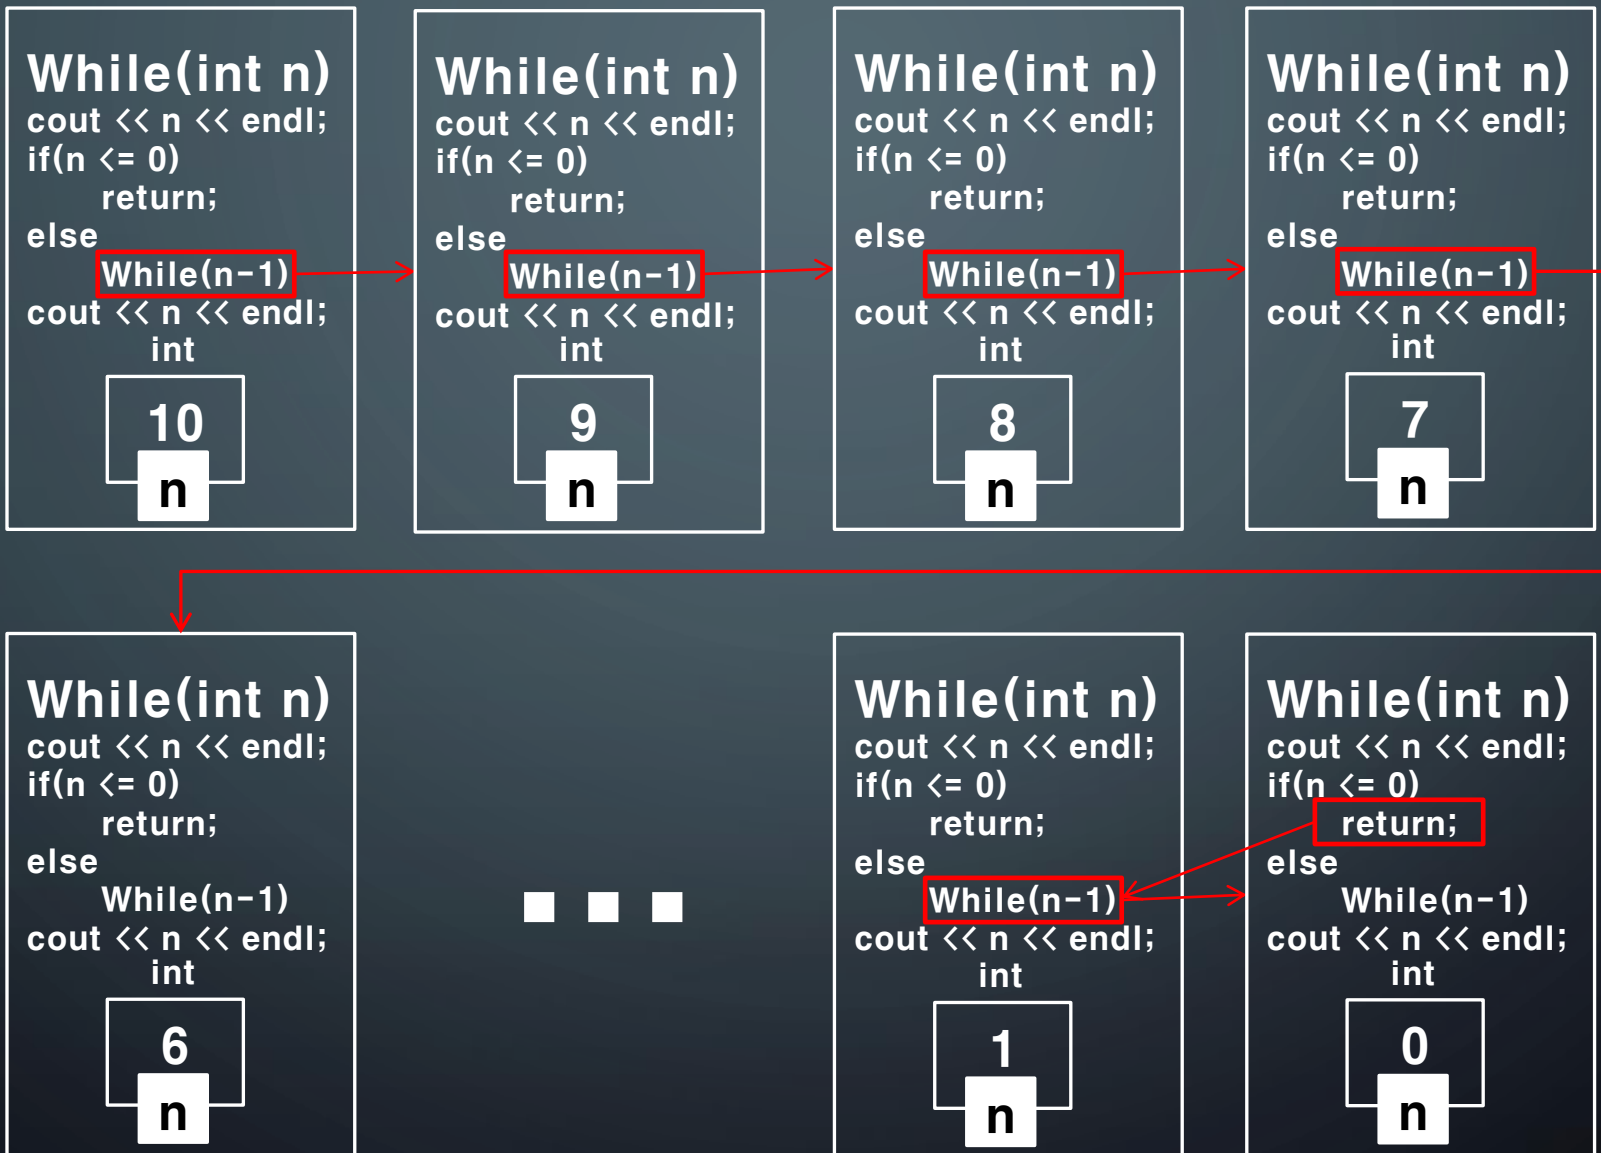 While(int n)
cout << n << endl;
if(n <= 0)
return;
else
While(n-1)
cout << n << endl;
int
10
n
While(int n)
cout << n << endl;
if(n <= 0)
return;
else
While(n-1)
cout << n << endl;
int
9
n
While(int n)
cout << n << endl;
if(n <= 0)
return;
else
While(n-1)
cout << n << endl;
int
8
n
While(int n)
cout << n << endl;
if(n <= 0)
return;
else
While(n-1)
cout << n << endl;
int
7
n
While(int n)
cout << n << endl;
if(n <= 0)
return;
else
While(n-1)
cout << n << endl;
int
6
n
...
While(int n)
cout << n << endl;
if(n <= 0)
return;
else
While(n-1)
cout << n << endl;
int
1
n
While(int n)
cout << n << endl;
if(n <= 0)
return;
else
While(n-1)
cout << n << endl;
int
0
n